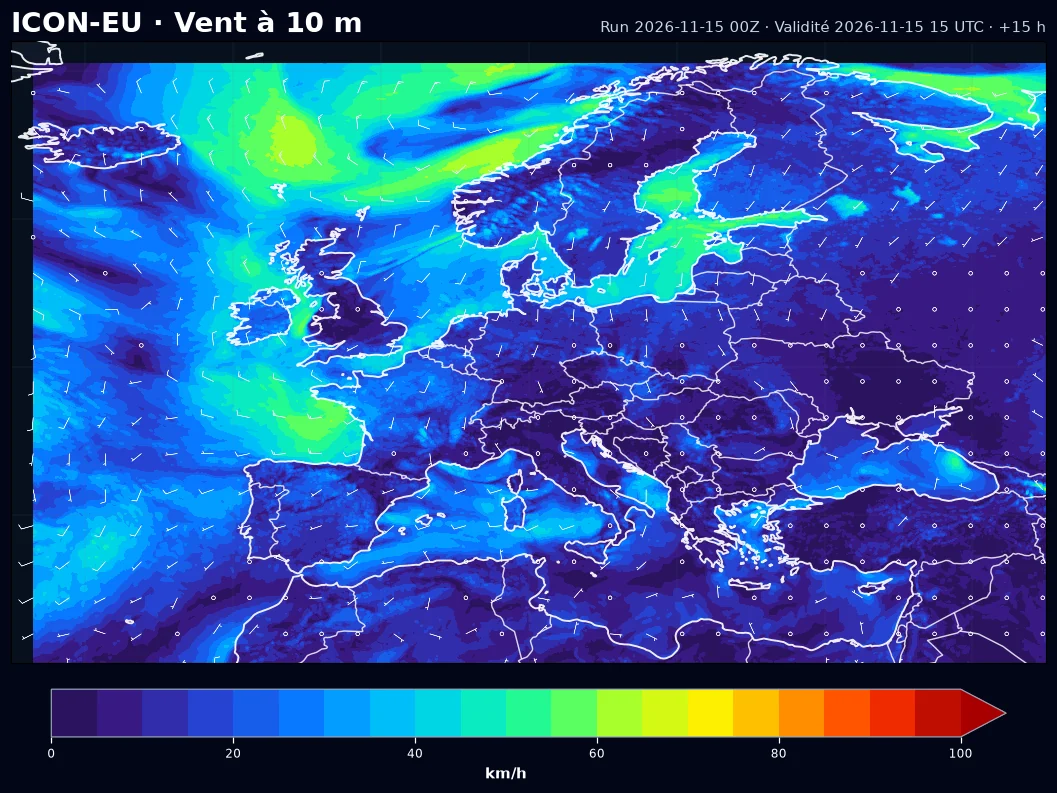 ICON-EU · Vent à 10 m
Run 2026-11-15 00Z · Validité 2026-11-15 15 UTC · +15 h
0 20 40 60 80 100
km/h